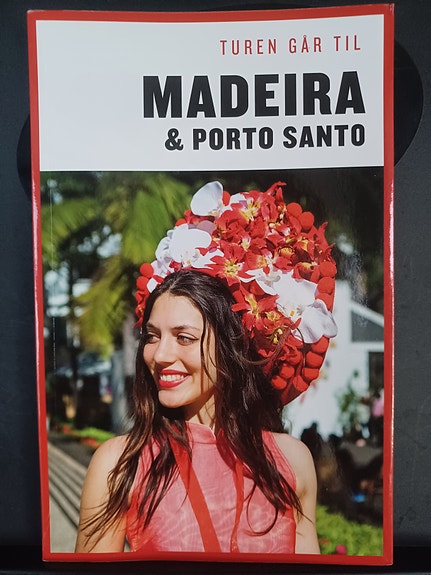 TUREN GÅR TIL
MADEIRA
& PORTO SANTO